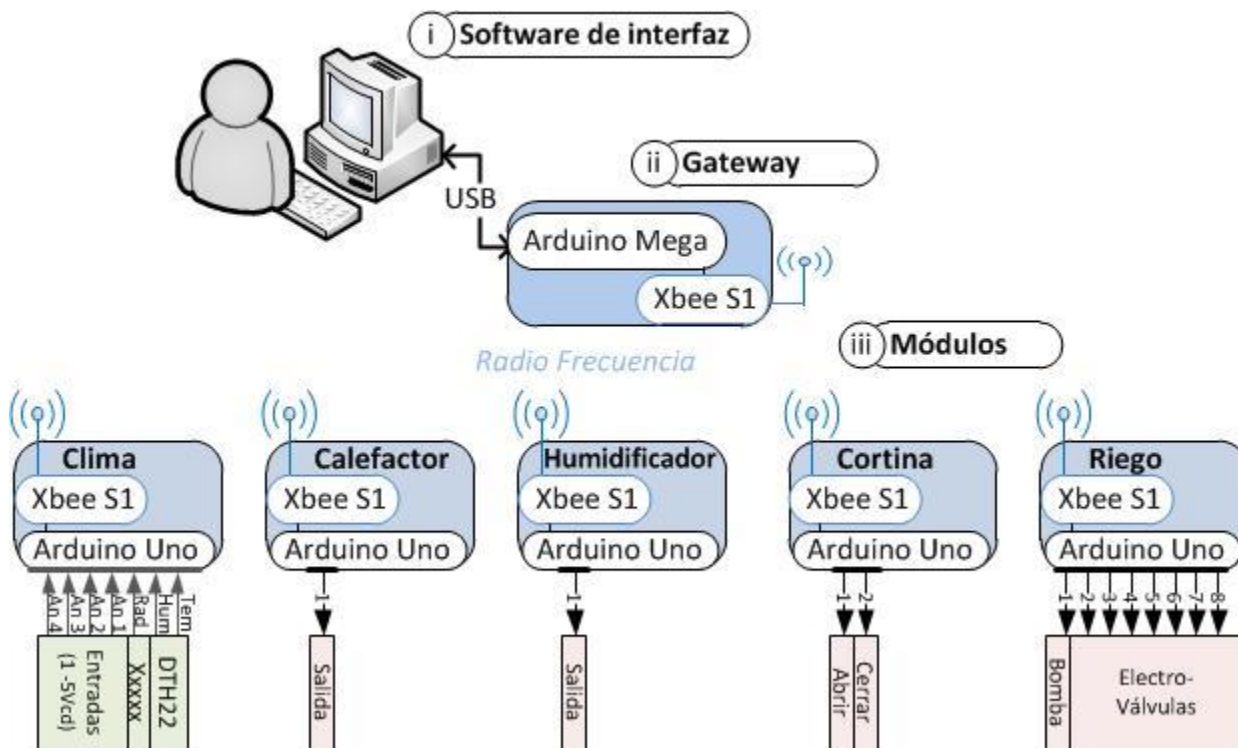 i Software de interfaz
ii Gateway
USB
Arduino Mega
Xbee S1
iii Módulos
Radio Frecuencia
Clima
Xbee S1
Arduino Uno
An 4
An 3
An 2
An 1
Rad
Hum
Tem
Entradas
(1 -5Vcd)
Xxxxx
DTH22
Calefactor
Xbee S1
Arduino Uno
1
Salida
Humidificador
Xbee S1
Arduino Uno
1
Salida
Cortina
Xbee S1
Arduino Uno
1
2
Abrir
Cerrar
Riego
Xbee S1
Arduino Uno
1
2
3
4
5
6
7
8
Bomba
Electro-
Válvulas